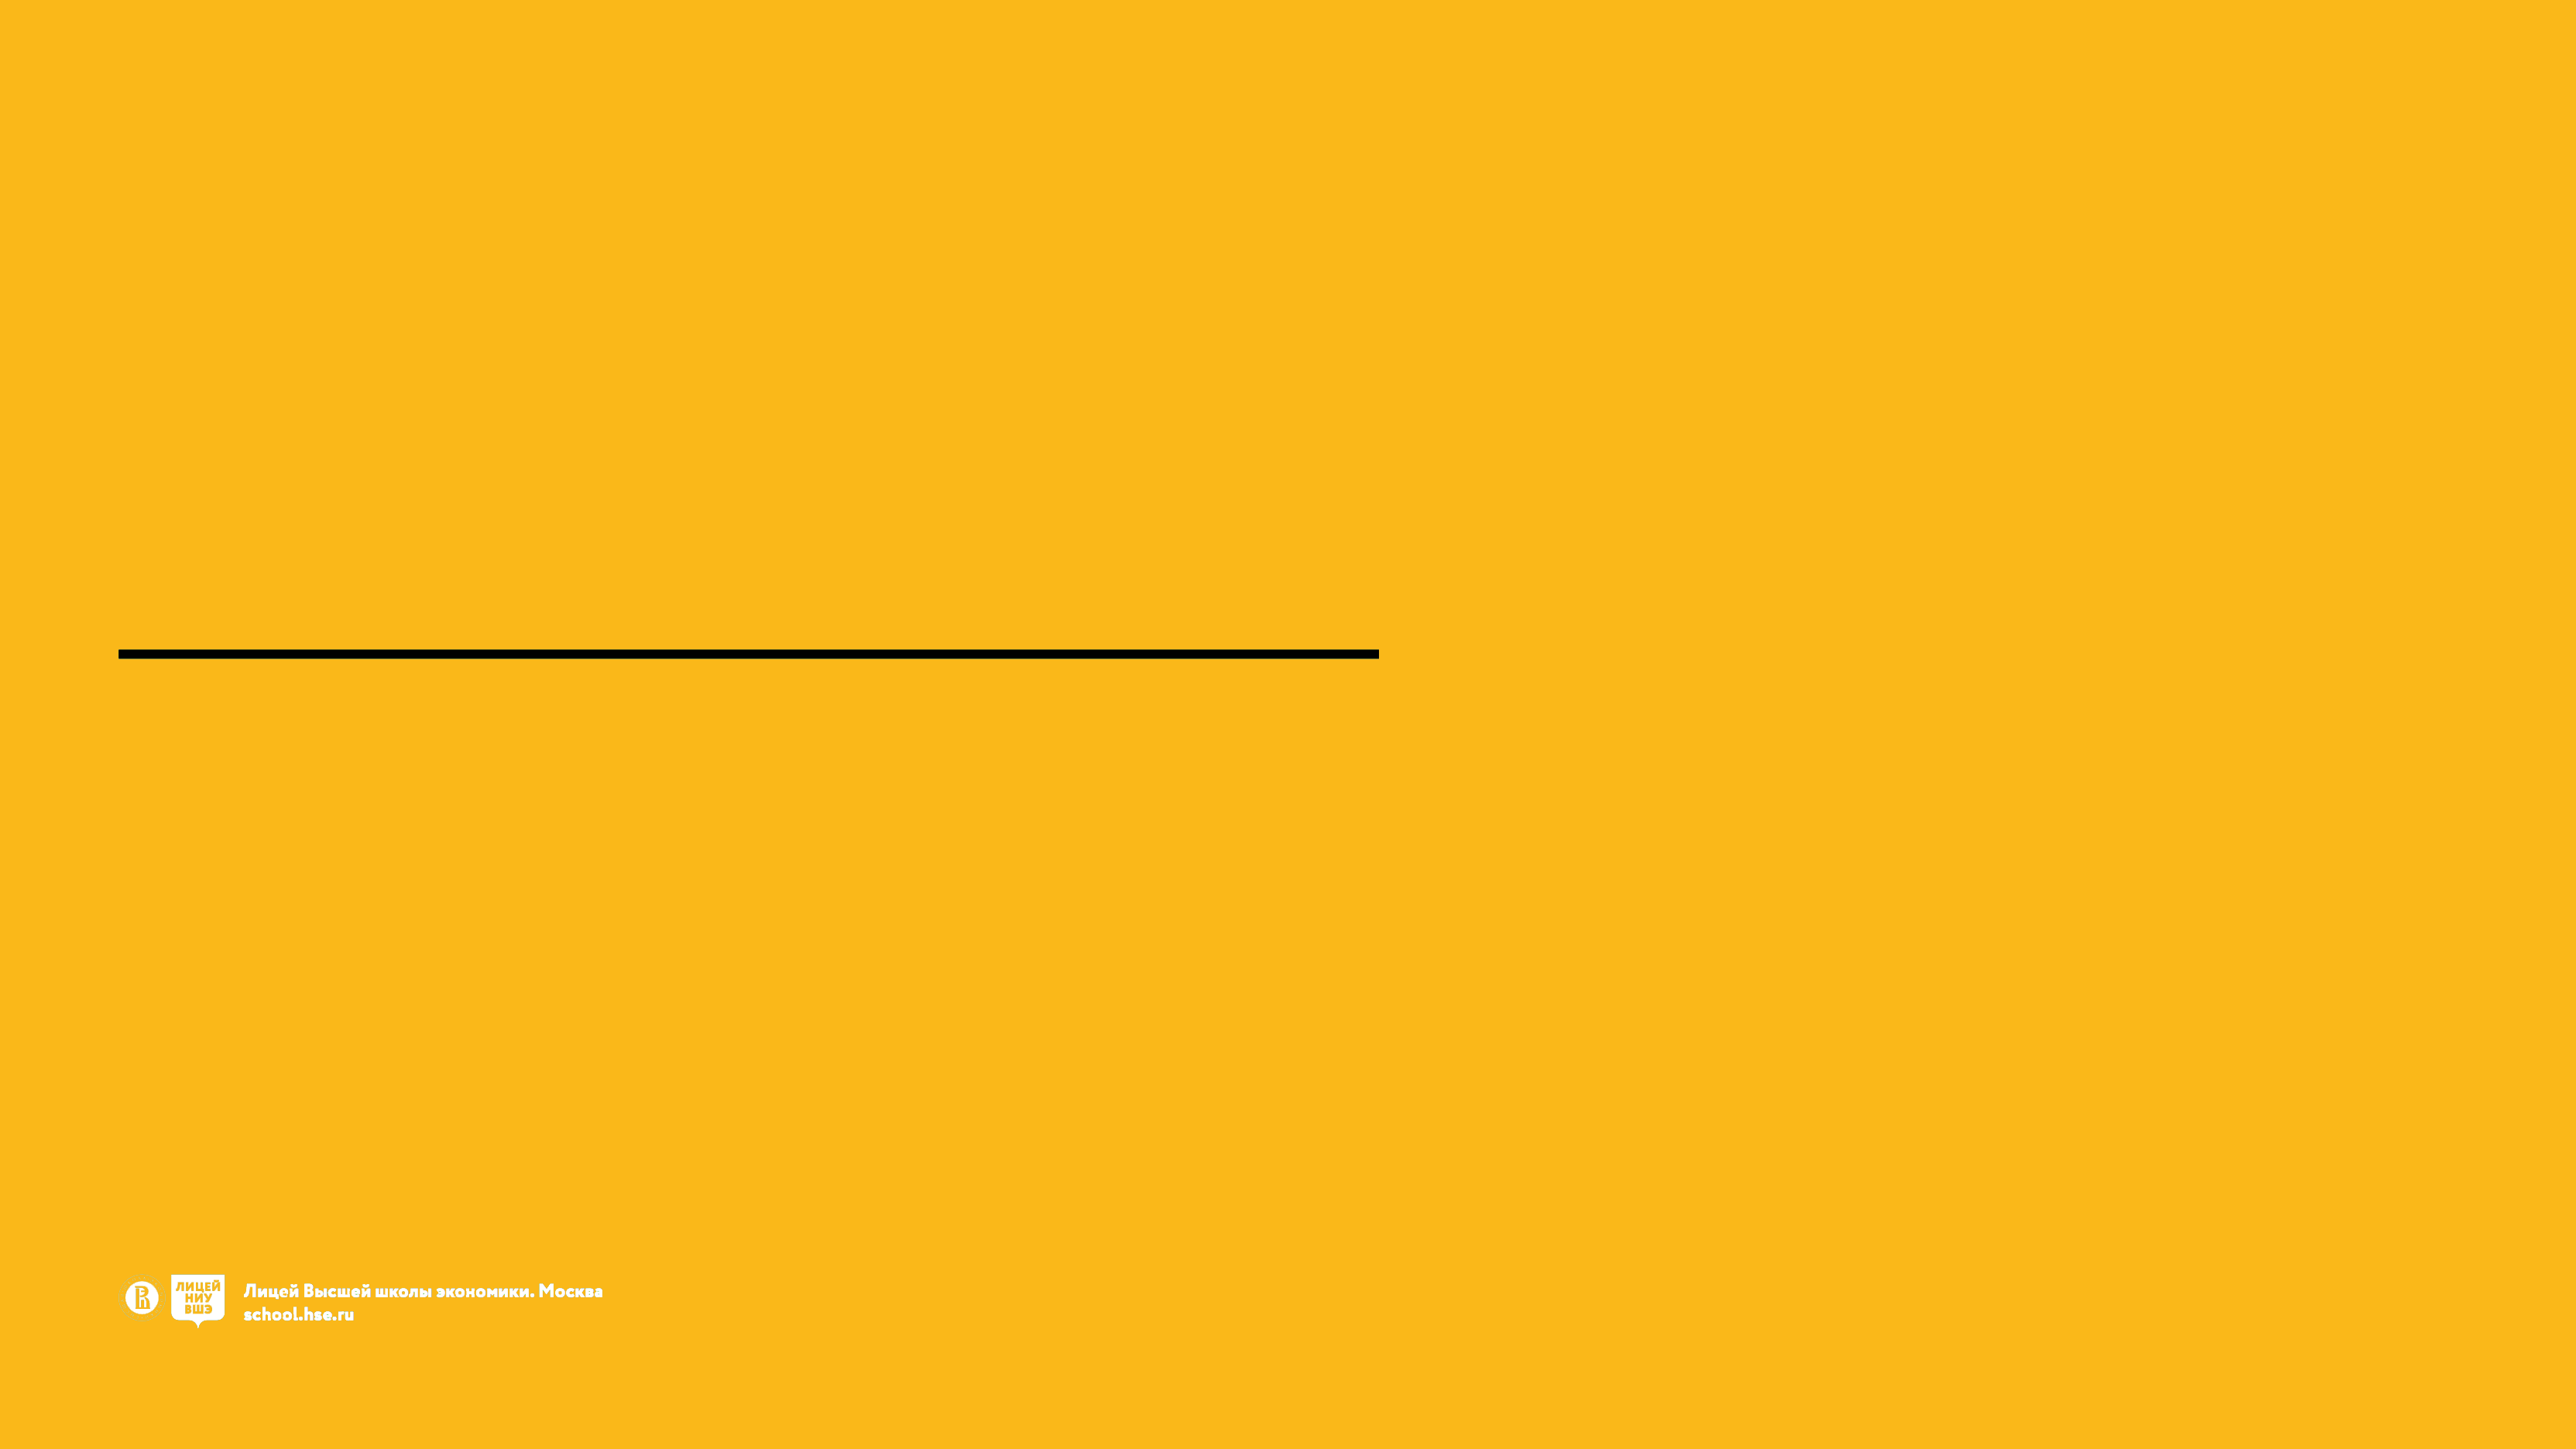 ЛИЦЕЙ
НИУ
ВШЭ
Лицей Высшей школы экономики. Москва
school.hse.ru